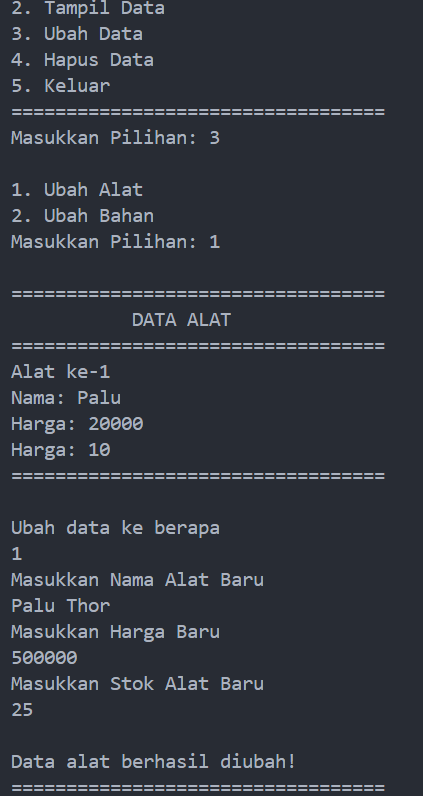 2. Tampil Data
3. Ubah Data
4. Hapus Data
5. Keluar
==================================
Masukkan Pilihan: 3
1. Ubah Alat
2. Ubah Bahan
Masukkan Pilihan: 1
==================================
DATA ALAT
==================================
Alat ke-1
Nama: Palu
Harga: 20000
Harga: 10
==================================
Ubah data ke berapa
1
Masukkan Nama Alat Baru
Palu Thor
Masukkan Harga Baru
500000
Masukkan Stok Alat Baru
25
Data alat berhasil diubah!
==================================